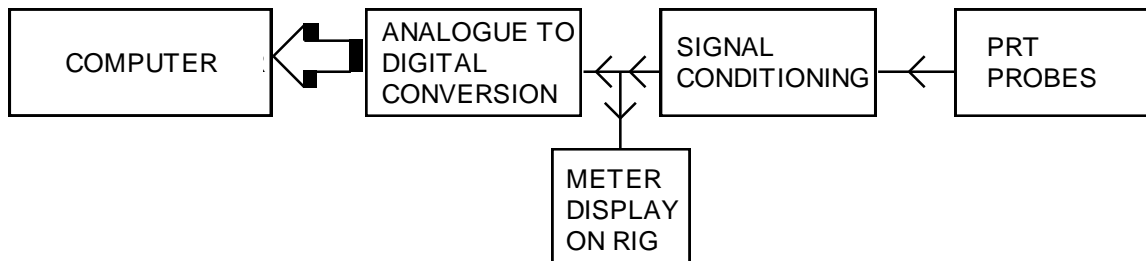 COMPUTER
ANALOGUE TO
DIGITAL
CONVERSION
SIGNAL
CONDITIONING
PRT
PROBES
METER
DISPLAY
ON RIG